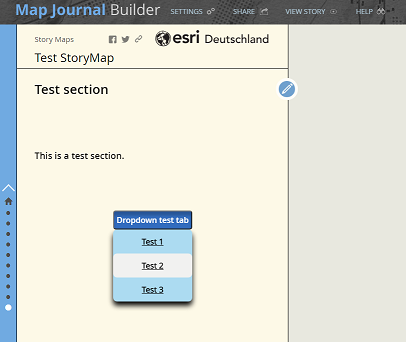 Map Journal Builder SETTINGS SHARE VIEW STORY HELP
Story Maps esri Deutschland
Test StoryMap
Test section
This is a test section.
Dropdown test tab
Test 1
Test 2
Test 3